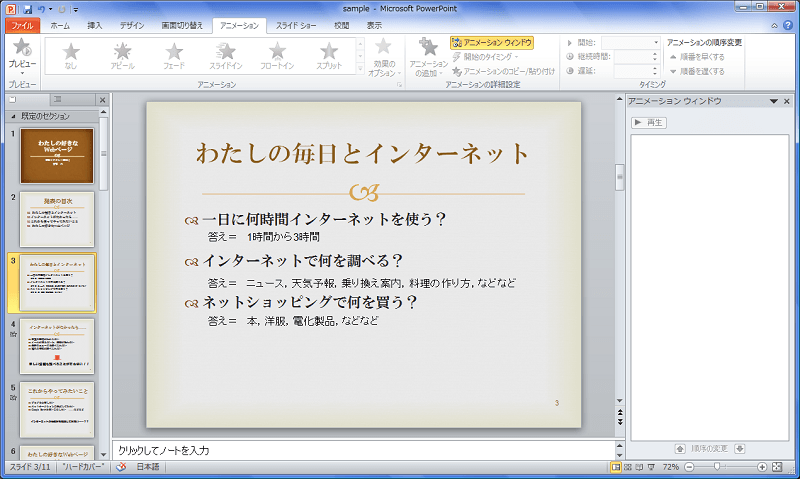 sample - Microsoft PowerPoint
ファイル ホーム 挿入 デザイン 画面切り替え アニメーション スライド ショー 校閲 表示
プレビュー
プレビュー
なし アピール フェード スライドイン フロートイン スプリット
効果の
オプション
アニメーション
アニメーション
の追加
アニメーション ウィンドウ
開始のタイミング
アニメーションのコピー/貼り付け
アニメーションの詳細設定
開始:
継続時間:
遅延:
アニメーションの順序変更
順番を早くする
順番を遅くする
タイミング
既定のセクション
1
わたしの好きな
Webページ
2
発表の目次
3
わたしの毎日とインターネット
4
インターネットがなかったら……
5
これからやってみたいこと
6
わたしの好きなWebページ
わたしの毎日とインターネット
一日に何時間インターネットを使う？
答え＝ 1時間から3時間
インターネットで何を調べる？
答え＝ ニュース, 天気予報, 乗り換え案内, 料理の作り方, などなど
ネットショッピングで何を買う？
答え＝ 本, 洋服, 電化製品, などなど
3
クリックしてノートを入力
アニメーション ウィンドウ
再生
順序の変更
スライド 3/11 "ハードカバー" 日本語 72%